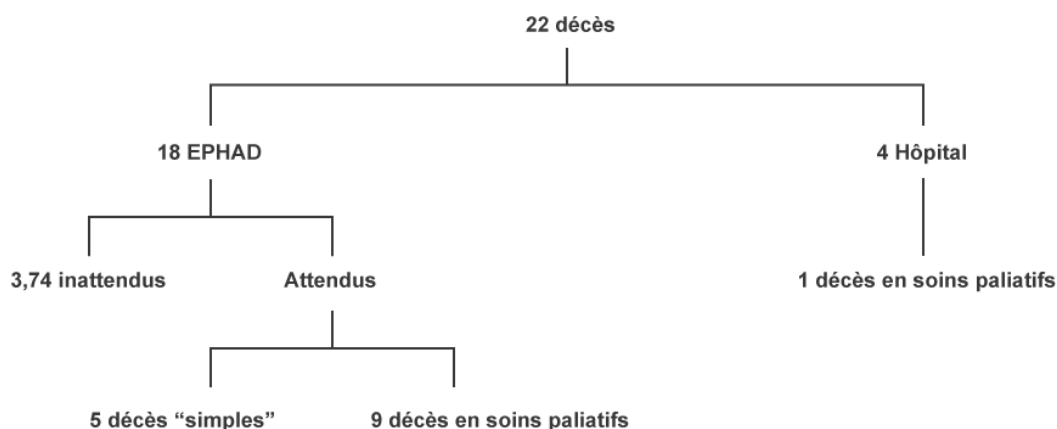 22 décès
18 EPHAD
4 Hôpital
3,74 inattendus
Attendus
1 décès en soins paliatifs
5 décès “simples”
9 décès en soins paliatifs